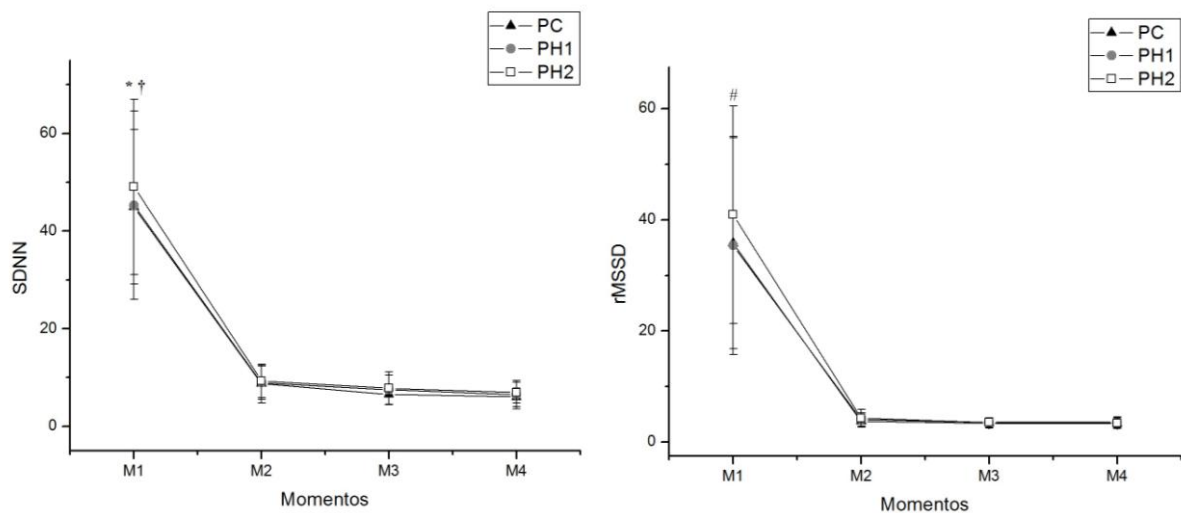 PC
PH1
PH2
* †
60
40
20
0
SDNN
M1 M2 M3 M4
Momentos
PC
PH1
PH2
#
60
40
20
0
rMSSD
M1 M2 M3 M4
Momentos